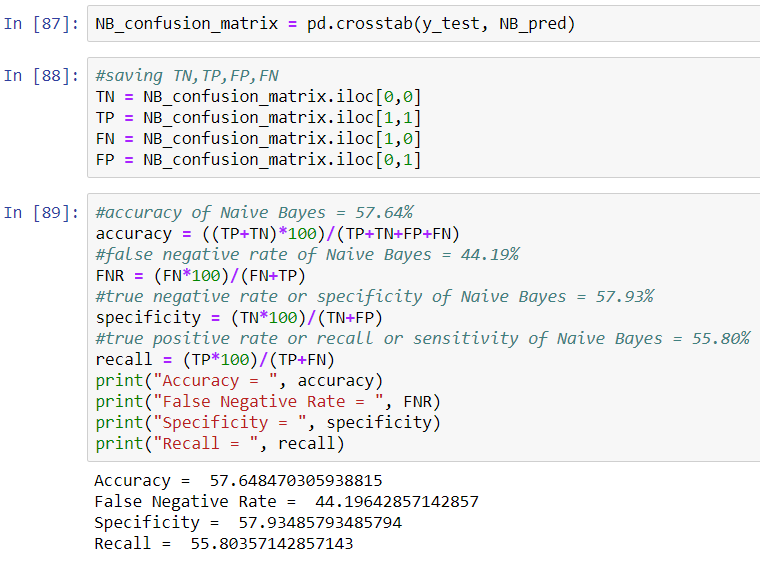 In [87]: NB_confusion_matrix = pd.crosstab(y_test, NB_pred)
In [88]: #saving TN,TP,FP,FN
TN = NB_confusion_matrix.iloc[0,0]
TP = NB_confusion_matrix.iloc[1,1]
FN = NB_confusion_matrix.iloc[1,0]
FP = NB_confusion_matrix.iloc[0,1]
In [89]: #accuracy of Naive Bayes = 57.64%
accuracy = ((TP+TN)*100)/(TP+TN+FP+FN)
#false negative rate of Naive Bayes = 44.19%
FNR = (FN*100)/(FN+TP)
#true negative rate or specificity of Naive Bayes = 57.93%
specificity = (TN*100)/(TN+FP)
#true positive rate or recall or sensitivity of Naive Bayes = 55.80%
recall = (TP*100)/(TP+FN)
print("Accuracy = ", accuracy)
print("False Negative Rate = ", FNR)
print("Specificity = ", specificity)
print("Recall = ", recall)
Accuracy =  57.648470305938815
False Negative Rate =  44.19642857142857
Specificity =  57.93485793485794
Recall =  55.80357142857143